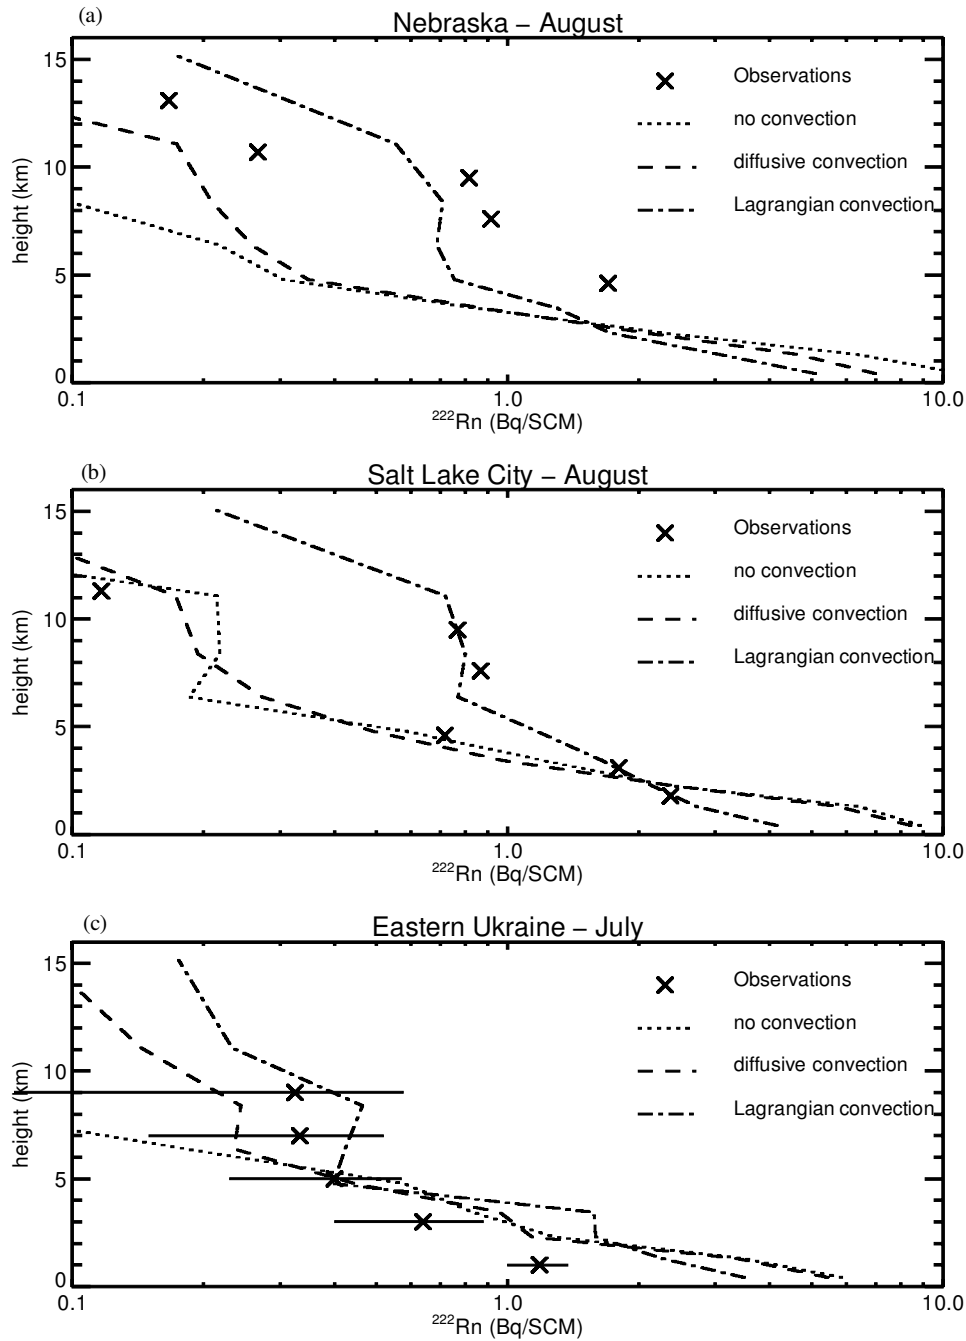 (a)
Nebraska – August
15
10
5
0
height (km)
Observations
no convection
diffusive convection
Lagrangian convection
0.1
1.0
10.0
²²²Rn (Bq/SCM)
(b)
Salt Lake City – August
15
10
5
0
height (km)
Observations
no convection
diffusive convection
Lagrangian convection
0.1
1.0
10.0
²²²Rn (Bq/SCM)
(c)
Eastern Ukraine – July
15
10
5
0
height (km)
Observations
no convection
diffusive convection
Lagrangian convection
0.1
1.0
10.0
²²²Rn (Bq/SCM)